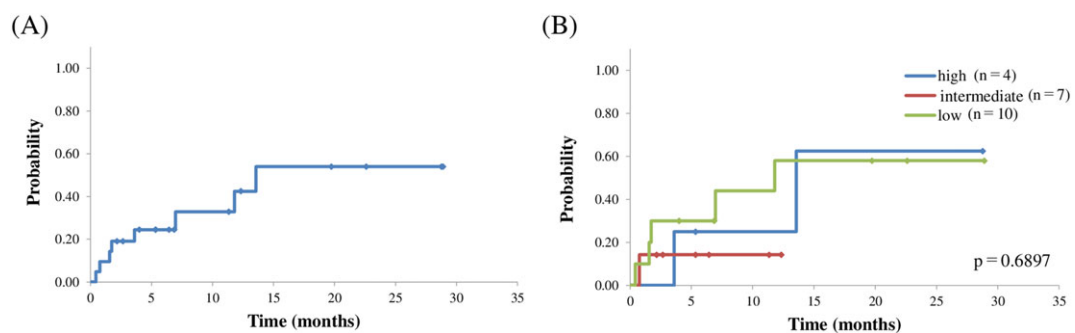 (A)
Probability
1.00
0.80
0.60
0.40
0.20
0.00
0
5
10
15
20
25
30
35
Time (months)
(B)
Probability
1.00
0.80
0.60
0.40
0.20
0.00
high (n = 4)
intermediate (n = 7)
low (n = 10)
p = 0.6897
0
5
10
15
20
25
30
35
Time (months)